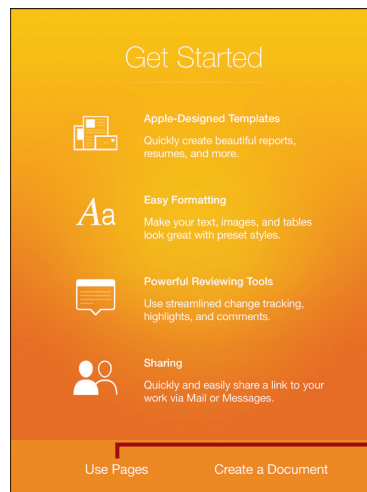 Get Started
Apple-Designed Templates
Quickly create beautiful reports,
resumes, and more.
Aa
Easy Formatting
Make your text, images, and tables
look great with preset styles.
Powerful Reviewing Tools
Use streamlined change tracking,
highlights, and comments.
Sharing
Quickly and easily share a link to your
work via Mail or Messages.
Use Pages
Create a Document